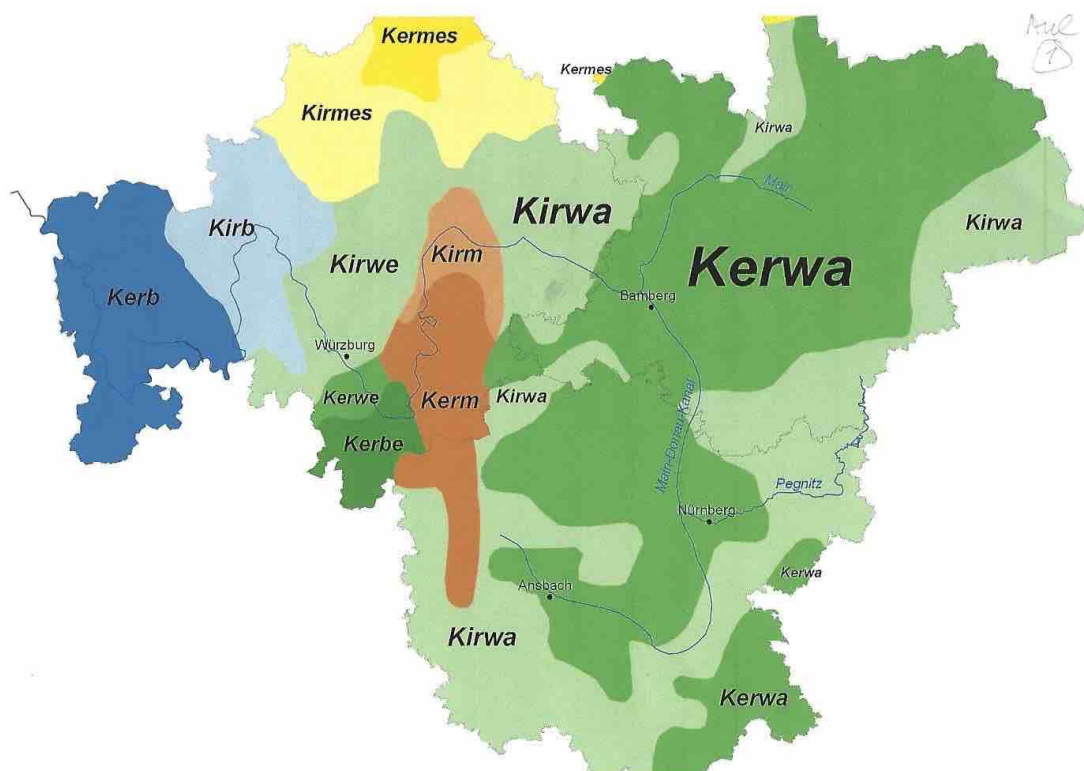 Kermes
Kermes
Kirmes
Kirwa
Main
Kirb
Kirwa
Kirwa
Kirwe
Kirm
Kerwa
Kerb
Bamberg
Würzburg
Kerwe
Kerm
Kirwa
Kerbe
Main-Donau-Kanal
Pegnitz
Nürnberg
Kerwa
Ansbach
Kirwa
Kerwa